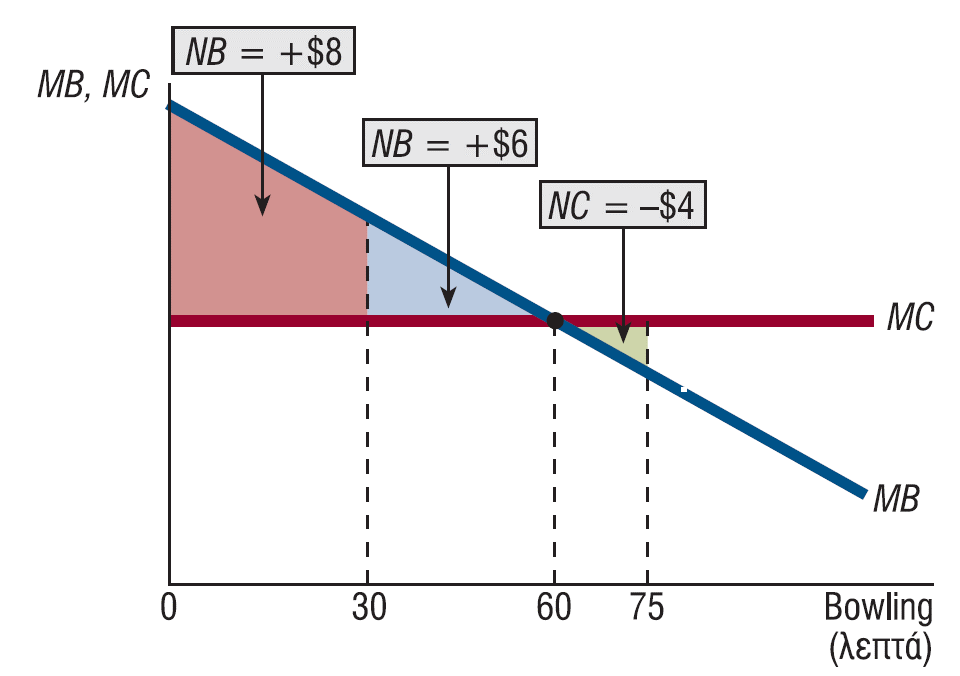 NB = +$8
MB, MC
NB = +$6
NC = –$4
MC
MB
0 30 60 75 Bowling
(λεπτά)